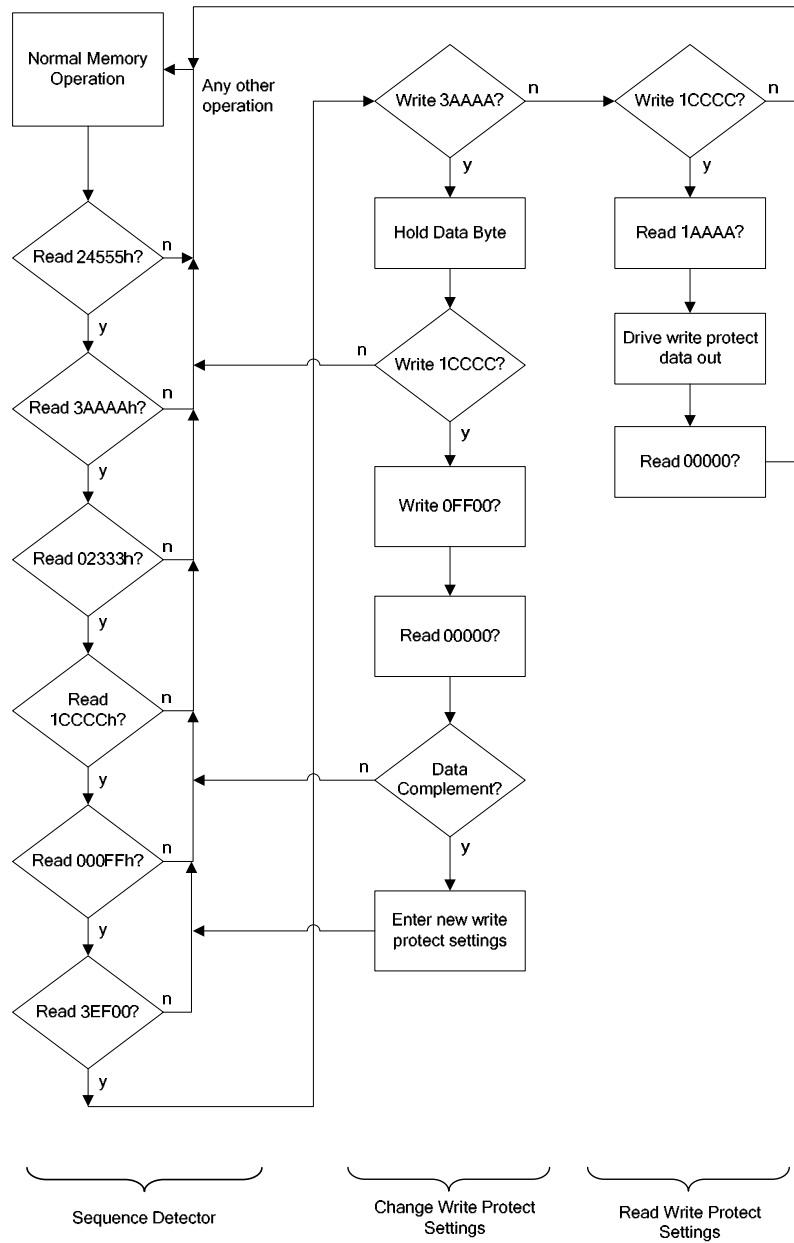 Normal Memory
Operation
Any other
operation
Read 24555h?
n
y
Read 3AAAAh?
n
y
Read 02333h?
n
y
Read
1CCCCh?
n
y
Read 000FFh?
n
y
Read 3EF00?
n
y
Write 3AAAA?
n
y
Hold Data Byte
Write 1CCCC?
n
y
Write 0FF00?
Read 00000?
Data
Complement?
n
y
Enter new write
protect settings
Write 1CCCC?
n
y
Read 1AAAA?
Drive write protect
data out
Read 00000?
Sequence Detector
Change Write Protect
Settings
Read Write Protect
Settings